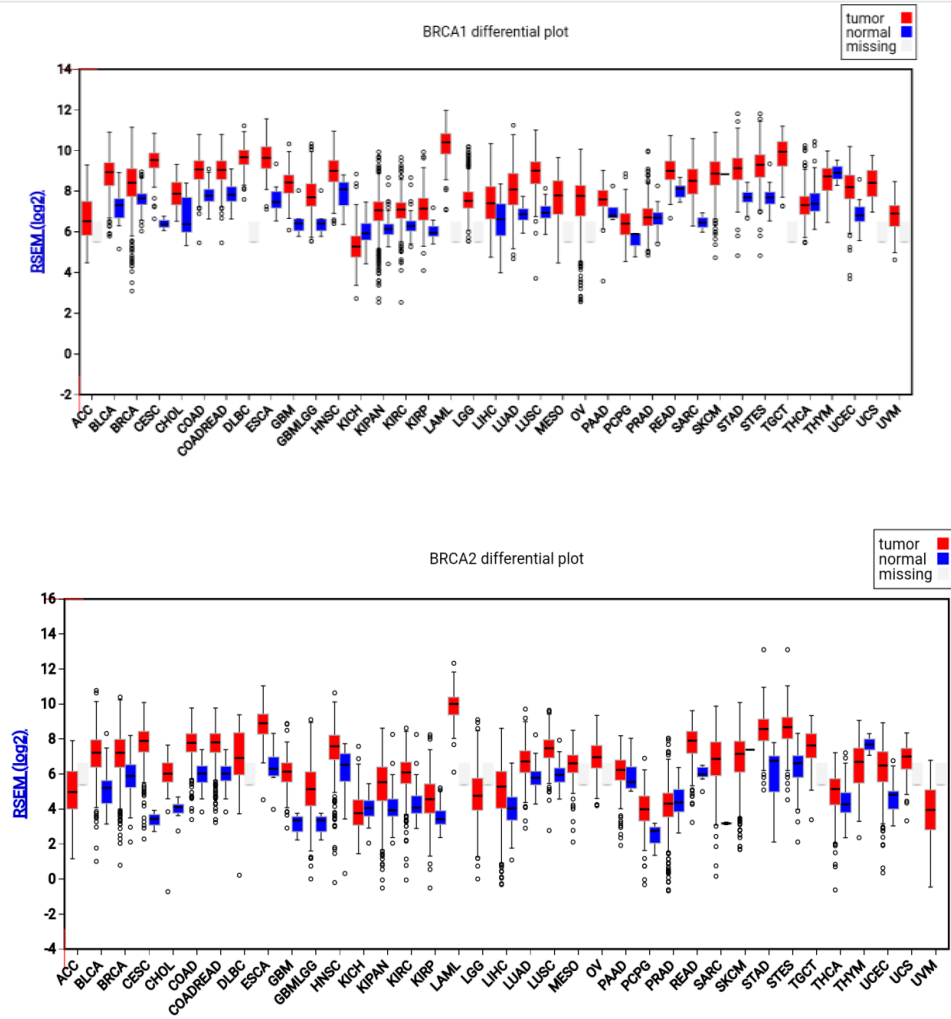 BRCA1 differential plot
tumor
normal
missing
RSEM (log2)
14
12
10
8
6
4
2
0
-2
ACC
BLCA
BRCA
CESC
CHOL
COAD
COADREAD
DLBC
ESCA
GBM
GBMLGG
HNSC
KICH
KIPAN
KIRC
KIRP
LAML
LGG
LIHC
LUAD
LUSC
MESO
OV
PAAD
PCPG
PRAD
READ
SARC
SKCM
STAD
STES
TGCT
THCA
THYM
UCEC
UCS
UVM
BRCA2 differential plot
tumor
normal
missing
RSEM (log2)
16
14
12
10
8
6
4
2
0
-2
-4
ACC
BLCA
BRCA
CESC
CHOL
COAD
COADREAD
DLBC
ESCA
GBM
GBMLGG
HNSC
KICH
KIPAN
KIRC
KIRP
LAML
LGG
LIHC
LUAD
LUSC
MESO
OV
PAAD
PCPG
PRAD
READ
SARC
SKCM
STAD
STES
TGCT
THCA
THYM
UCEC
UCS
UVM